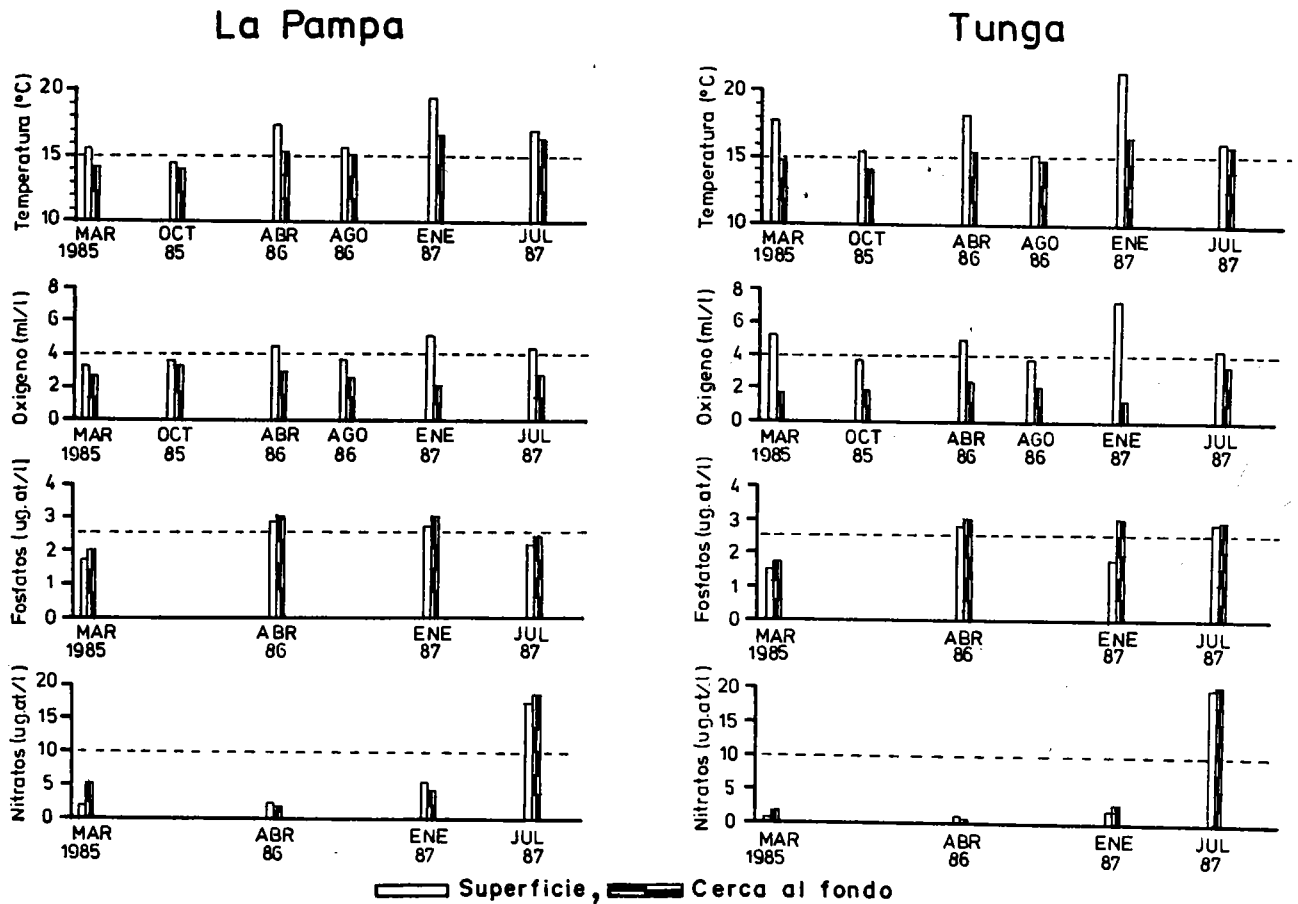 La Pampa
Temperatura (°C)
20
15
10
MAR OCT ABR AGO ENE JUL
1985 85 86 86 87 87
Oxigeno (ml/l)
8
6
4
2
0
MAR OCT ABR AGO ENE JUL
1985 85 86 86 87 87
Fosfatos (ug.at/l)
4
3
2
1
0
MAR ABR ENE JUL
1985 86 87 87
Nitratos (ug.at/l)
20
15
10
5
0
MAR ABR ENE JUL
1985 86 87 87
Tunga
Temperatura (°C)
20
15
10
MAR OCT ABR AGO ENE JUL
1985 85 86 86 87 87
Oxigeno (ml/l)
8
6
4
2
0
MAR OCT ABR AGO ENE JUL
1985 85 86 86 87 87
Fosfatos (ug.at/l)
4
3
2
1
0
MAR ABR ENE JUL
1985 86 87 87
Nitratos (ug.at/l)
20
15
10
5
0
MAR ABR ENE JUL
1985 86 87 87
Superficie, Cerca al fondo